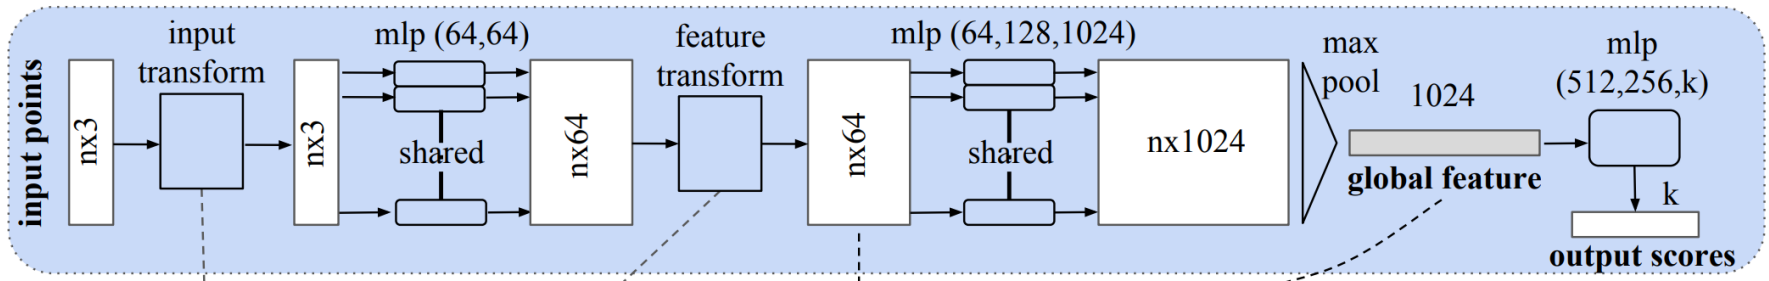 input points
nx3
input
transform
nx3
mlp (64,64)
shared
nx64
feature
transform
nx64
mlp (64,128,1024)
shared
nx1024
max
pool
1024
global feature
mlp
(512,256,k)
k
output scores